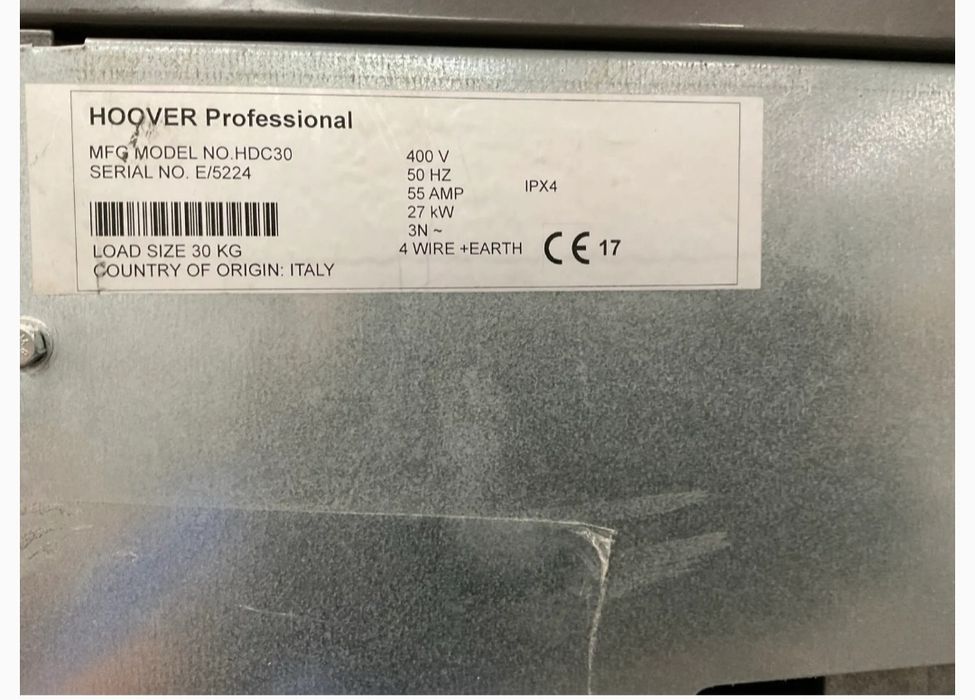 HOOVER Professional
MFG MODEL NO.HDC30
SERIAL NO. E/5224
LOAD SIZE 30 KG
COUNTRY OF ORIGIN: ITALY
400 V
50 HZ
55 AMP
27 kW
3N ~
4 WIRE +EARTH
IPX4
CE 17